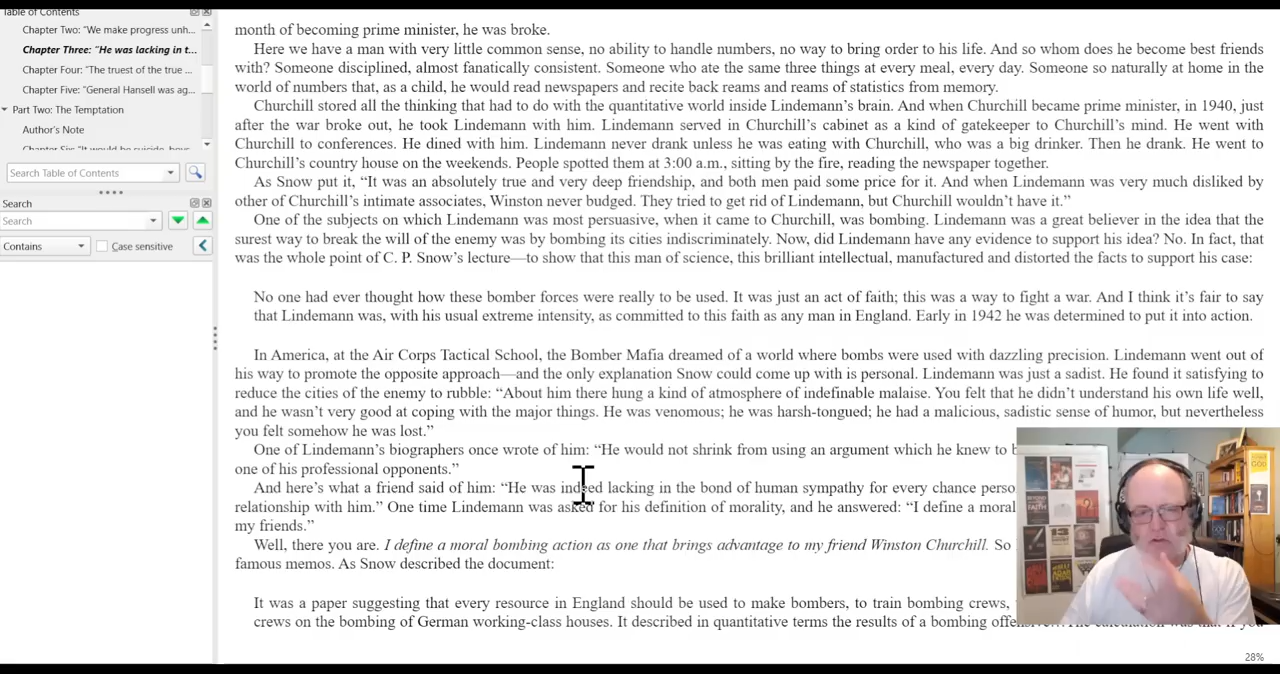 Table of Contents
Chapter Two: "We make progress unh...
Chapter Three: "He was lacking in t...
Chapter Four: "The truest of the true ...
Chapter Five: "General Hansell was ag...
Part Two: The Temptation
Author's Note
Chapter Six: "It would be suicide, boys
Search Table of Contents
Search
Search
Contains
Case sensitive
month of becoming prime minister, he was broke.
Here we have a man with very little common sense, no ability to handle numbers, no way to bring order to his life. And so whom does he become best friends
with? Someone disciplined, almost fanatically consistent. Someone who ate the same three things at every meal, every day. Someone so naturally at home in the
world of numbers that, as a child, he would read newspapers and recite back reams and reams of statistics from memory.
Churchill stored all the thinking that had to do with the quantitative world inside Lindemann's brain. And when Churchill became prime minister, in 1940, just
after the war broke out, he took Lindemann with him. Lindemann served in Churchill's cabinet as a kind of gatekeeper to Churchill's mind. He went with
Churchill to conferences. He dined with him. Lindemann never drank unless he was eating with Churchill, who was a big drinker. Then he drank. He went to
Churchill's country house on the weekends. People spotted them at 3:00 a.m., sitting by the fire, reading the newspaper together.
As Snow put it, "It was an absolutely true and very deep friendship, and both men paid some price for it. And when Lindemann was very much disliked by
other of Churchill's intimate associates, Winston never budged. They tried to get rid of Lindemann, but Churchill wouldn't have it."
One of the subjects on which Lindemann was most persuasive, when it came to Churchill, was bombing. Lindemann was a great believer in the idea that the
surest way to break the will of the enemy was by bombing its cities indiscriminately. Now, did Lindemann have any evidence to support his idea? No. In fact, that
was the whole point of C. P. Snow's lecture—to show that this man of science, this brilliant intellectual, manufactured and distorted the facts to support his case:
No one had ever thought how these bomber forces were really to be used. It was just an act of faith; this was a way to fight a war. And I think it's fair to say
that Lindemann was, with his usual extreme intensity, as committed to this faith as any man in England. Early in 1942 he was determined to put it into action.
In America, at the Air Corps Tactical School, the Bomber Mafia dreamed of a world where bombs were used with dazzling precision. Lindemann went out of
his way to promote the opposite approach—and the only explanation Snow could come up with is personal. Lindemann was just a sadist. He found it satisfying to
reduce the cities of the enemy to rubble: "About him there hung a kind of atmosphere of indefinable malaise. You felt that he didn't understand his own life well,
and he wasn't very good at coping with the major things. He was venomous; he was harsh-tongued; he had a malicious, sadistic sense of humor, but nevertheless
you felt somehow he was lost."
One of Lindemann's biographers once wrote of him: "He would not shrink from using an argument which he knew to
one of his professional opponents."
And here's what a friend said of him: "He was indeed lacking in the bond of human sympathy for every chance
relationship with him." One time Lindemann was asked for his definition of morality, and he answered: "I define a moral
my friends."
Well, there you are. I define a moral bombing action as one that brings advantage to my friend Winston Churchill. So
famous memos. As Snow described the document:
It was a paper suggesting that every resource in England should be used to make bombers, to train bombing crews,
crews on the bombing of German working-class houses. It described in quantitative terms the results of a bombing
28%